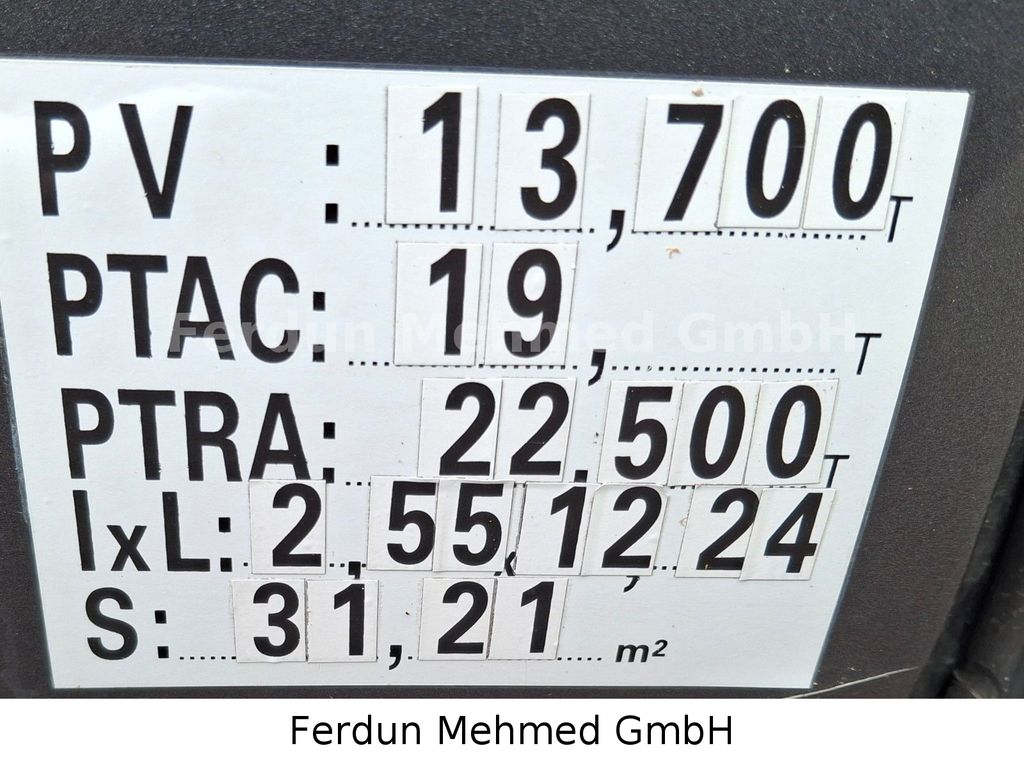 PV : 13,700 T
PTAC: 19, T
Ferdun Mehmed GmbH
PTRA: 22.500 T
lxL: 2,55x12,24
S: 31,21 m²
Ferdun Mehmed GmbH